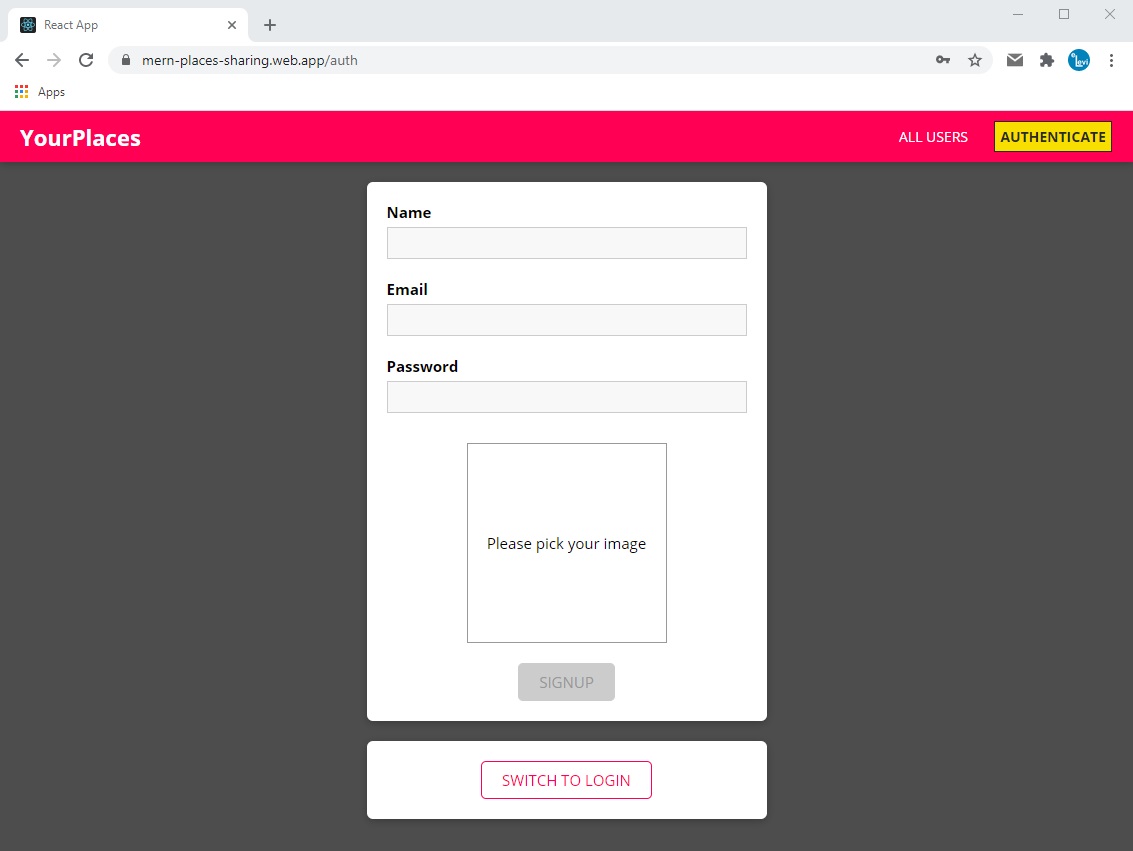 React App
mern-places-sharing.web.app/auth
Apps
YourPlaces
ALL USERS
AUTHENTICATE
Name
Email
Password
Please pick your image
SIGNUP
SWITCH TO LOGIN